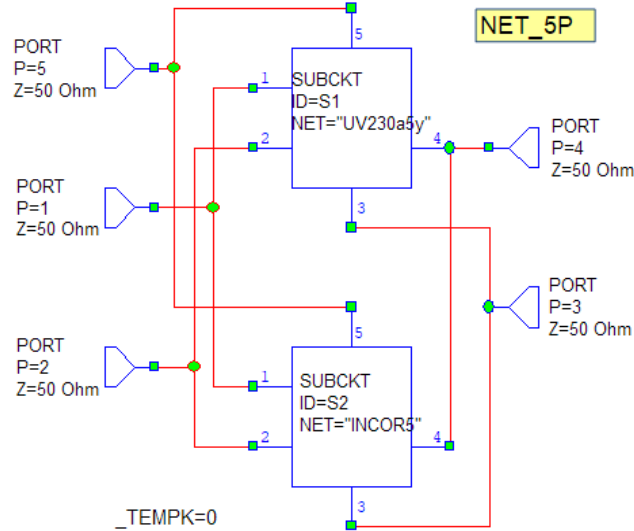 NET_5P
5
PORT
P=5
Z=50 Ohm
1
SUBCKT
ID=S1
NET="UV230a5y"
2
4
PORT
P=4
Z=50 Ohm
PORT
P=1
Z=50 Ohm
3
PORT
P=3
Z=50 Ohm
5
PORT
P=2
Z=50 Ohm
1
SUBCKT
ID=S2
NET="INCOR5"
2
4
3
_TEMPK=0